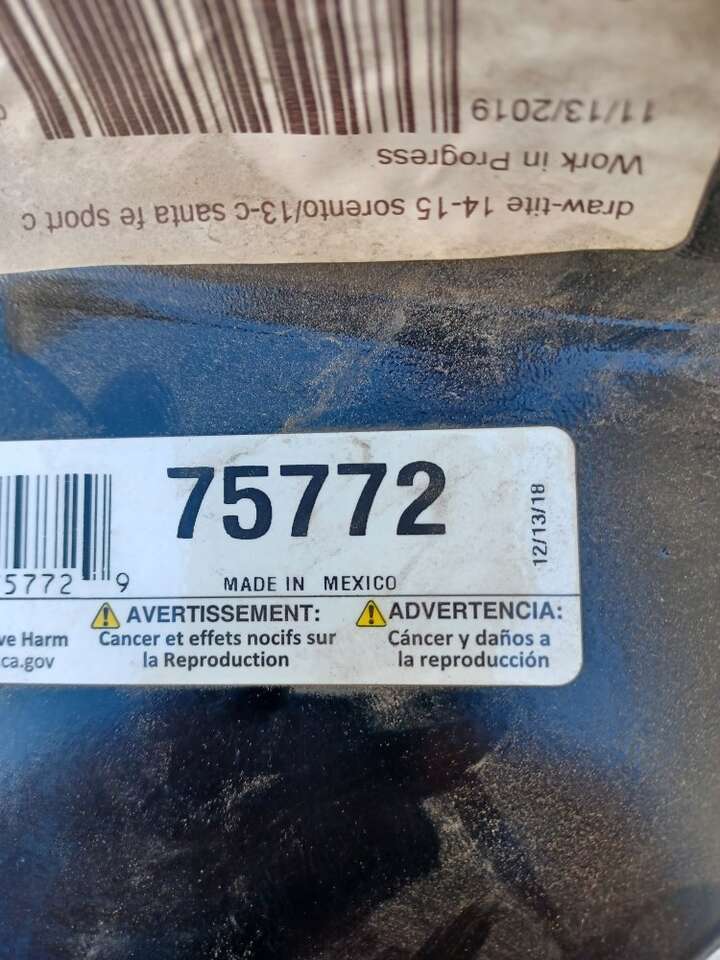 11/13/2019
Work in Progress
draw-tite 14-15 sorento/13-c santa fe sport c
75772
12/13/18
5772 9
MADE IN MEXICO
ve Harm
ca.gov
AVERTISSEMENT:
Cancer et effets nocifs sur
la Reproduction
ADVERTENCIA:
Cáncer y daños a
la reproducción